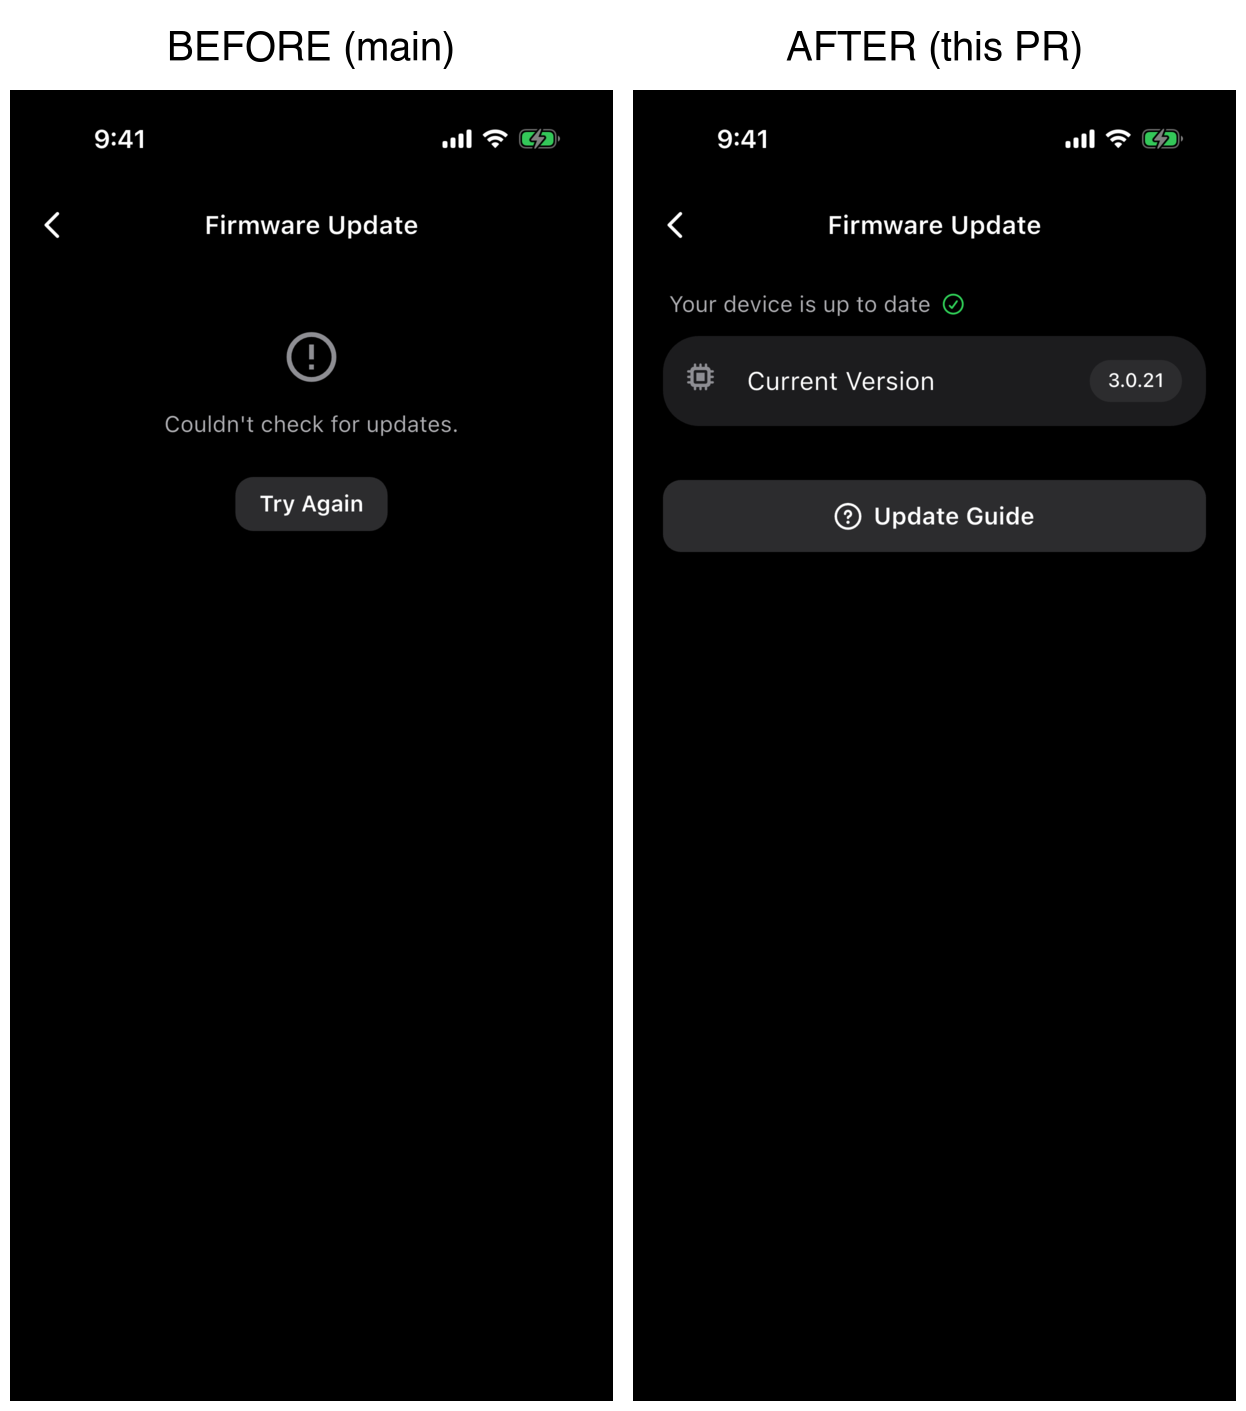 BEFORE (main)
9:41
Firmware Update
Couldn't check for updates.
Try Again
AFTER (this PR)
9:41
Firmware Update
Your device is up to date
Current Version 3.0.21
Update Guide